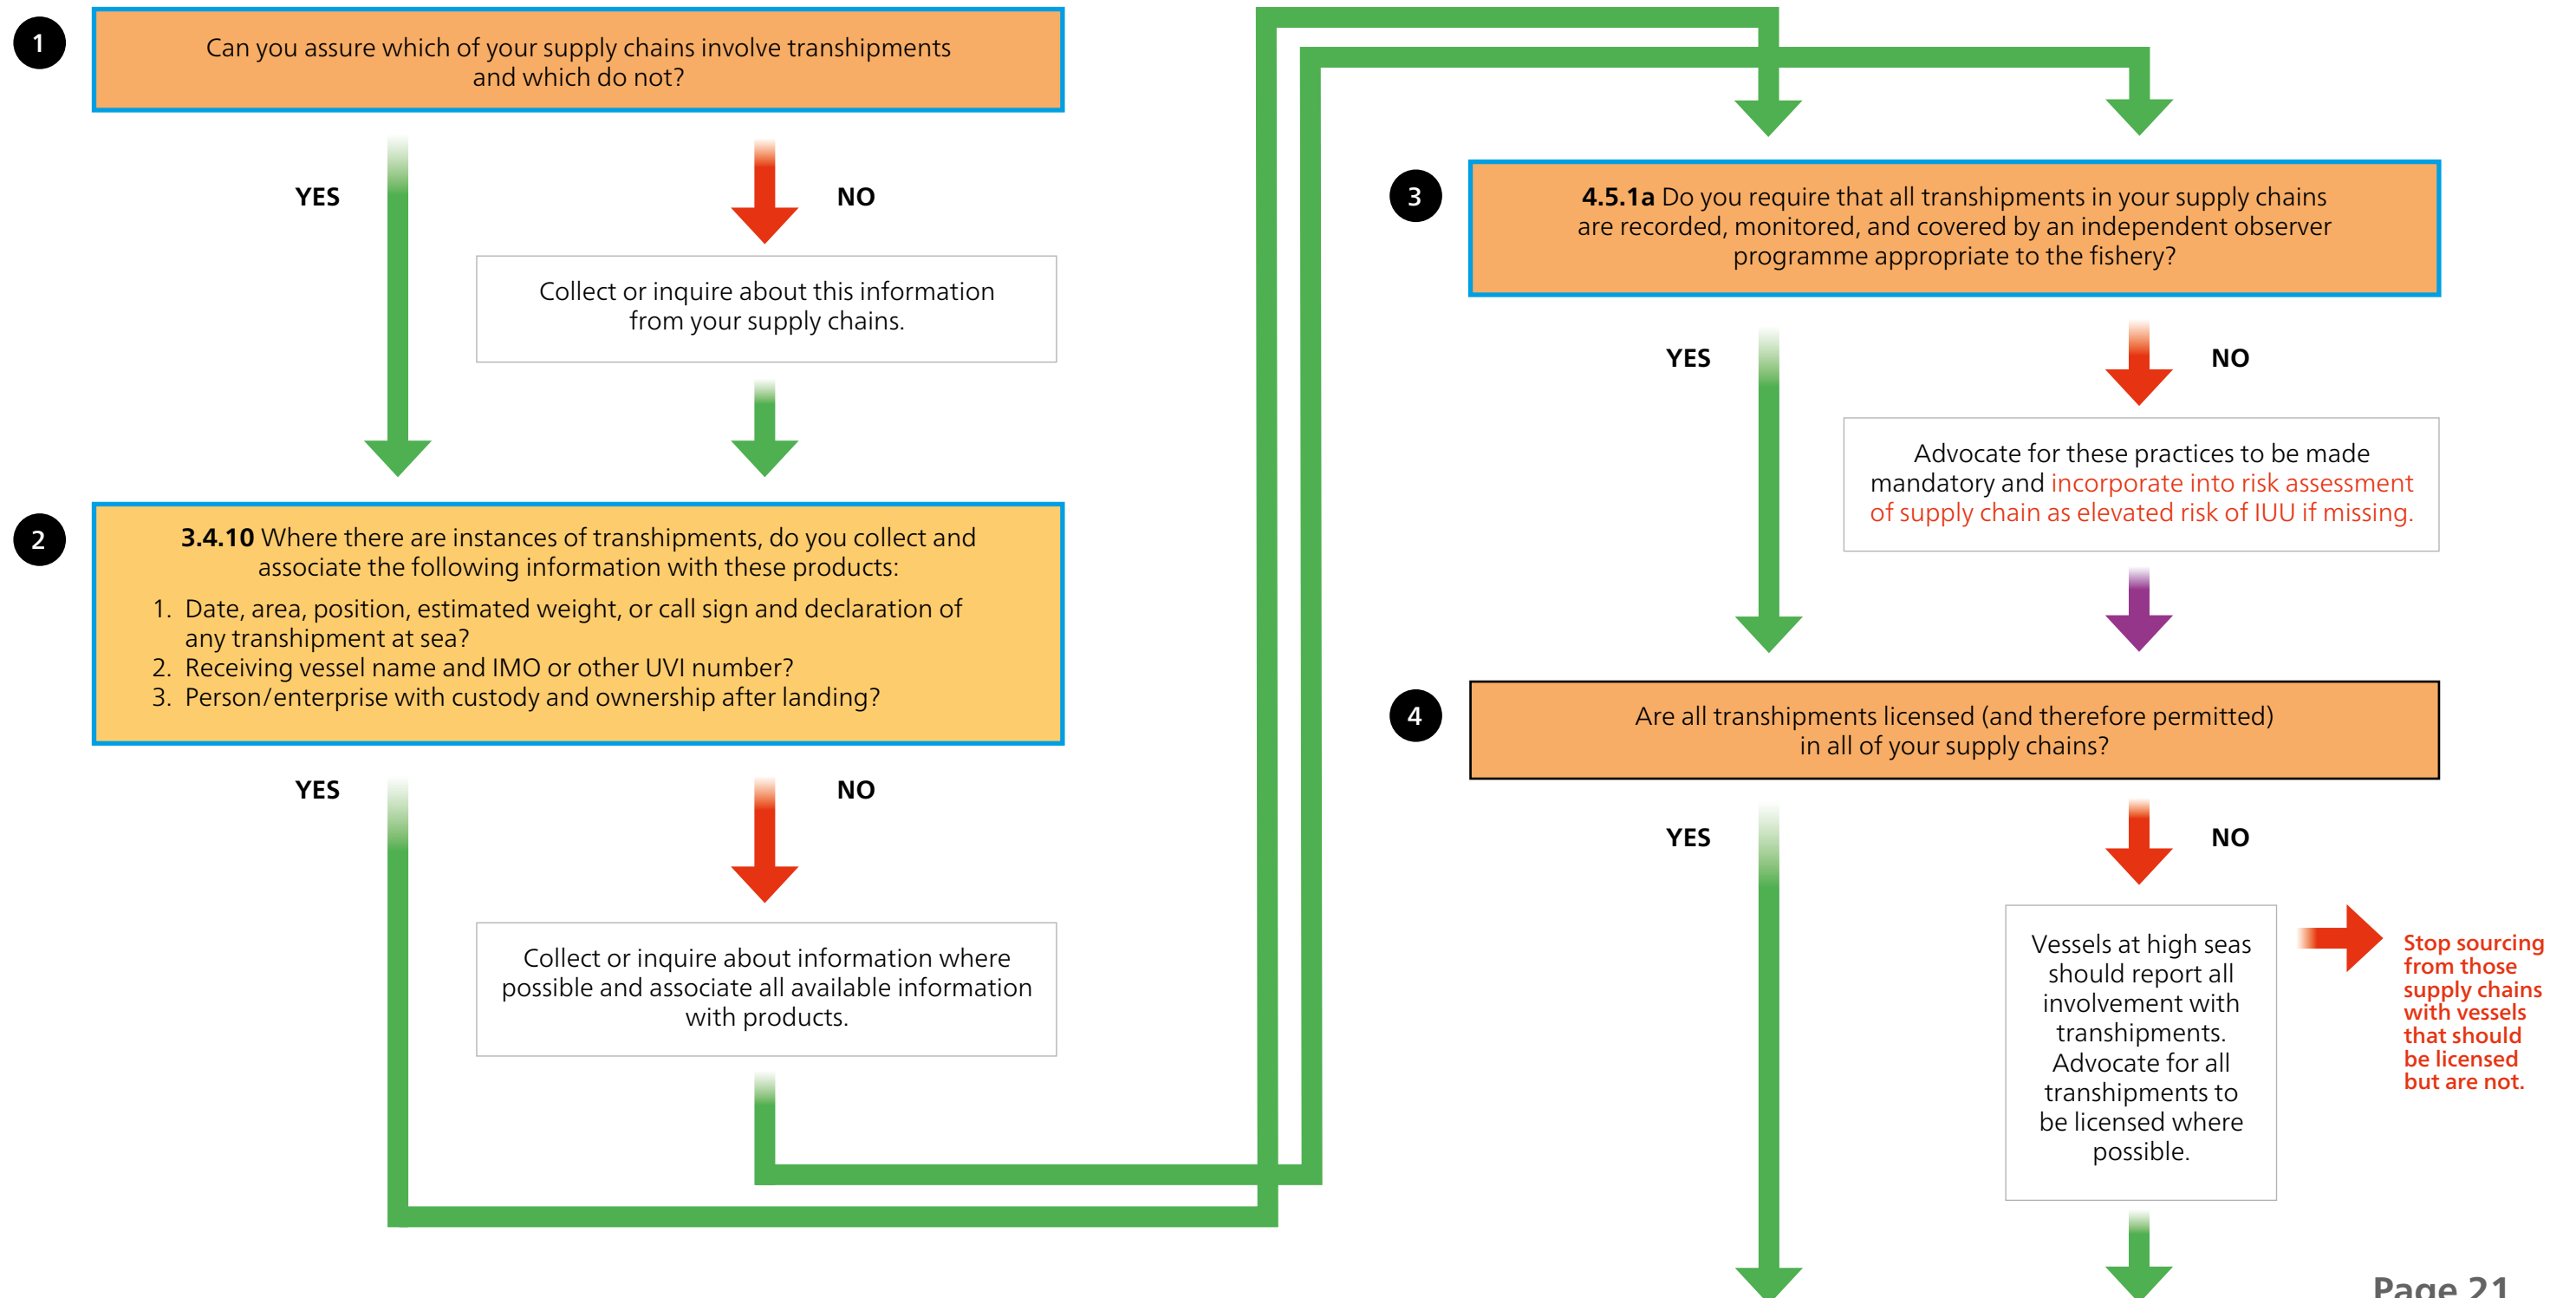 1
Can you assure which of your supply chains involve transhipments
and which do not?
YES
NO
Collect or inquire about this information
from your supply chains.
2
3.4.10 Where there are instances of transhipments, do you collect and
associate the following information with these products:
1. Date, area, position, estimated weight, or call sign and declaration of
any transhipment at sea?
2. Receiving vessel name and IMO or other UVI number?
3. Person/enterprise with custody and ownership after landing?
YES
NO
Collect or inquire about information where
possible and associate all available information
with products.
3
4.5.1a Do you require that all transhipments in your supply chains
are recorded, monitored, and covered by an independent observer
programme appropriate to the fishery?
YES
NO
Advocate for these practices to be made
mandatory and incorporate into risk assessment
of supply chain as elevated risk of IUU if missing.
4
Are all transhipments licensed (and therefore permitted)
in all of your supply chains?
YES
NO
Vessels at high seas
should report all
involvement with
transhipments.
Advocate for all
transhipments to
be licensed where
possible.
Stop sourcing
from those
supply chains
with vessels
that should
be licensed
but are not.
Page 21